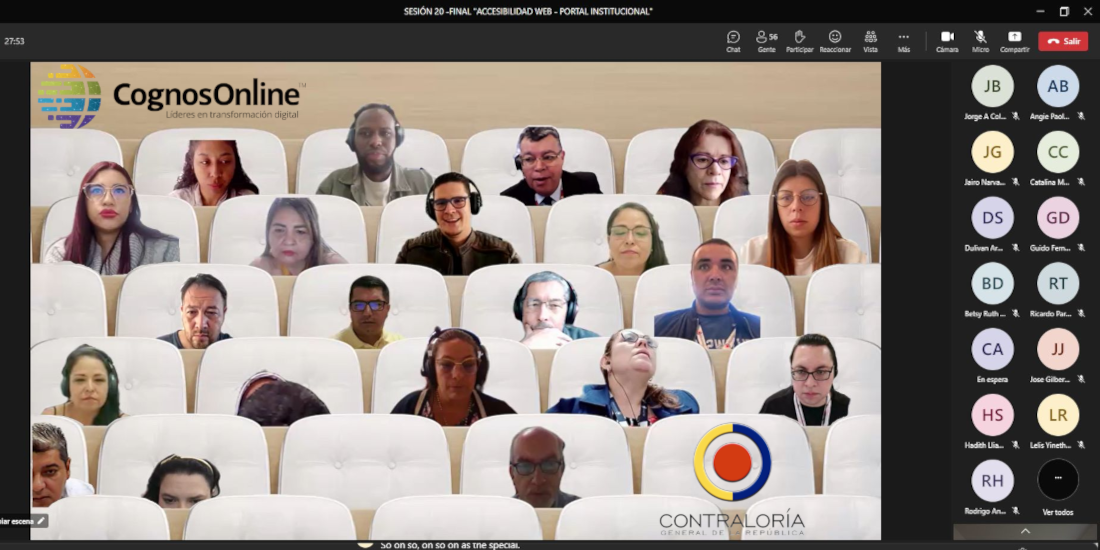 SESIÓN 20 -FINAL "ACCESIBILIDAD WEB - PORTAL INSTITUCIONAL"
27:53
Chat
56
Gente
Participar
Reaccionar
Vista
Más
Cámara
Micro
Compartir
Salir
CognosOnline™
Líderes en transformación digital
JB
AB
Jorge A Col...
Angie Paol...
JG
CC
Jairo Narva...
Catalina M...
DS
GD
Dulivan Ar...
Guido Fern...
BD
RT
Betsy Ruth ...
Ricardo Par...
CA
JJ
En espera
Jose Gilber...
HS
LR
Hadith Llia...
Lelis Yineth...
RH
...
Rodrigo An...
Ver todos
CONTRALORÍA
GENERAL DE LA REPÚBLICA
biar escena
So on so, on so on as the special.